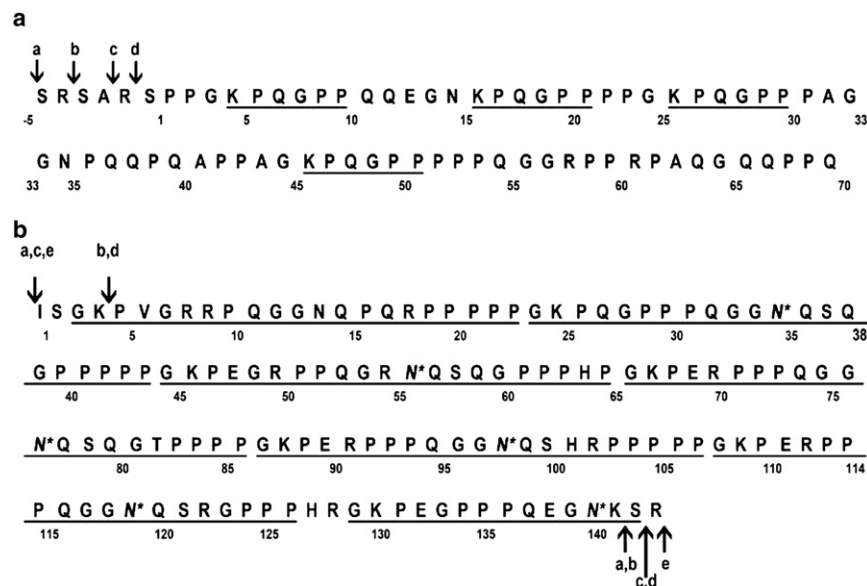 a
a b c d
S R S A R S P P G K P Q G P P Q Q E G N K P Q G P P P P G K P Q G P P P A G
-5 1 5 10 15 20 25 30 33
G N P Q Q P Q A P P A G K P Q G P P P P P Q G G R P P R P A Q G Q Q P P Q
33 35 40 45 50 55 60 65 70
b
a,c,e b,d
I S G K P V G R R P Q G G N Q P Q R P P P P P G K P Q G P P P Q G G N* Q S Q
1 5 10 15 20 25 30 35 38
G P P P P P G K P E G R P P Q G R N* Q S Q G P P P H P G K P E R P P P Q G G
40 45 50 55 60 65 70 75 76
N* Q S Q G T P P P P G K P E R P P P Q G G N* Q S H R P P P P P G K P E R P P
80 85 90 95 100 105 110 114
P Q G G N* Q S R G P P P H R G K P E G P P P Q E G N* K S R
115 120 125 130 135 140
a,b e
c,d